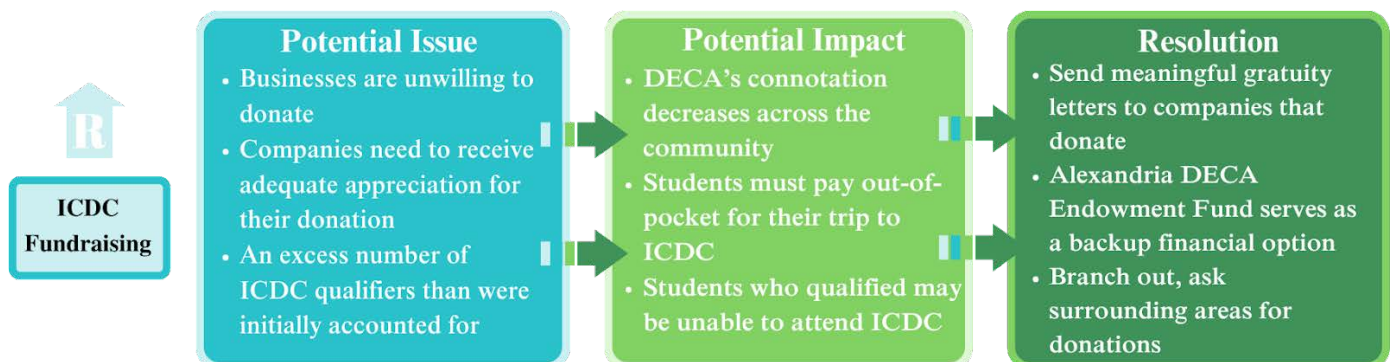 R
ICDC
Fundraising
Potential Issue
• Businesses are unwilling to
donate
• Companies need to receive
adequate appreciation for
their donation
• An excess number of
ICDC qualifiers than were
initially accounted for
Potential Impact
• DECA's connotation
decreases across the
community
• Students must pay out-of-
pocket for their trip to
ICDC
• Students who qualified may
be unable to attend ICDC
Resolution
• Send meaningful gratuity
letters to companies that
donate
• Alexandria DECA
Endowment Fund serves as
a backup financial option
• Branch out, ask
surrounding areas for
donations